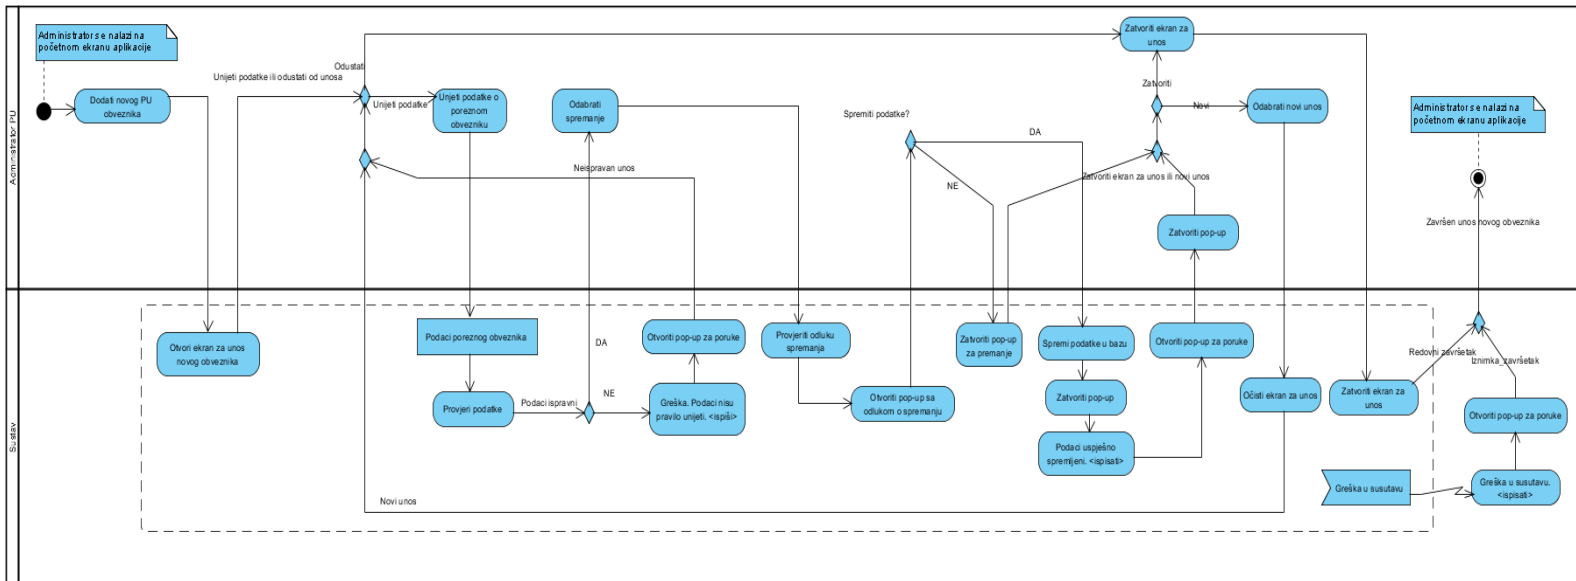 Administrator se nalazi na
početnom ekranu aplikacije
Dodati novog PU
obveznika
Unijeti podatke ili odustati od unosa
Odustati
Unijeti podatke
Unjeti podatke o
poreznom
obvezniku
Odabrati
spremanje
Neispravan unos
Spremiti podatke?
DA
NE
Zatvoriti ekran za
unos
Zatvoriti
Novi
Odabrati novi unos
Zatvoriti ekran za unos ili novi unos
Zatvoriti pop-up
Administrator se nalazi na
početnom ekranu aplikacije
Završen unos novog obveznika
Administrator PU
Sustav
Otvori ekran za unos
novog obveznika
Podaci poreznog obveznika
Provjeri podatke
Podaci ispravni
DA
NE
Otvoriti pop-up za poruke
Greška. Podaci nisu
pravilo unijeti. <ispiši>
Provjeriti odluku
spremanja
Otvoriti pop-up sa
odlukom o spremanju
Zatvoriti pop-up
za premanje
Spremi podatke u bazu
Zatvoriti pop-up
Podaci uspješno
spremljeni. <ispisati>
Otvoriti pop-up za poruke
Očisti ekran za unos
Zatvoriti ekran za
unos
Redovni završetak
Iznimka_završetak
Otvoriti pop-up za poruke
Greška u susutavu
Greška u susutavu.
<ispisati>
Novi unos